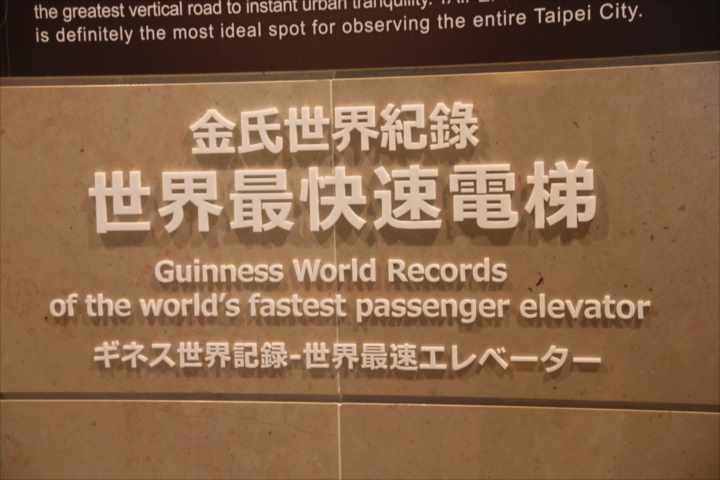 the greatest vertical road to instant urban tranquility.
is definitely the most ideal spot for observing the entire Taipei City.
金氏世界紀錄
世界最快速電梯
Guinness World Records
of the world's fastest passenger elevator
ギネス世界記録-世界最速エレベーター